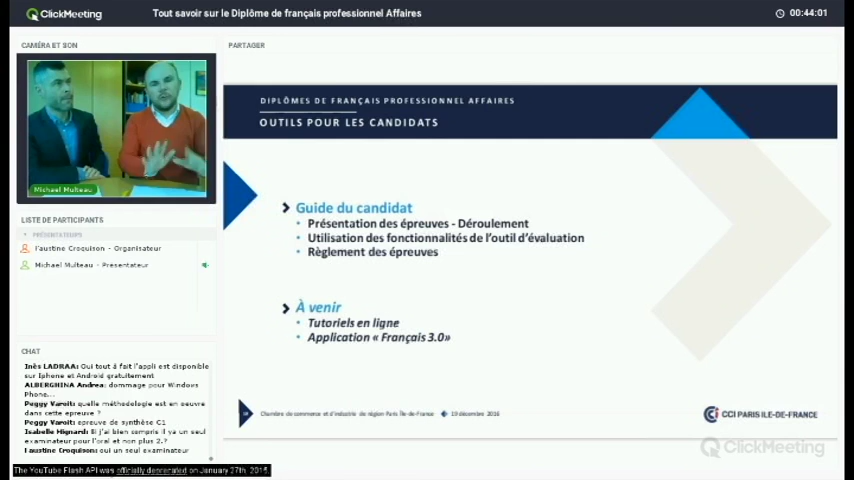 ClickMeeting
Tout savoir sur le Diplôme de français professionnel Affaires
00:44:01
CAMÉRA ET SON
PARTAGER
Michael Multeau
LISTE DE PARTICIPANTS
PRÉSENTATEURS
Faustine Croquison - Organisateur
Michael Multeau - Presentateur
CHAT
Inès LADRAA: Oui tout à fait l'appli est disponible
sur Iphone et Android gratuitement
ALBERGHINA Andrea: dommage pour Windows
Phone...
Peggy Varoit: quelle méthodologie est en oeuvre
dans cette epreuve ?
Peggy Varoit: epreuve de synthèse C1
Isabelle Mignard: Si j'ai bien compris il ya un seul
examinateur pour l'oral et non plus 2.?
Faustine Croquison: oui un seul examinateur
DIPLÔMES DE FRANÇAIS PROFESSIONNEL AFFAIRES
OUTILS POUR LES CANDIDATS
Guide du candidat
• Présentation des épreuves - Déroulement
• Utilisation des fonctionnalités de l'outil d'évaluation
• Règlement des épreuves
À venir
• Tutoriels en ligne
• Application « Français 3.0»
Chambre de commerce et d'industrie de région Paris Île-de-France
19 décembre 2016
CCI PARIS ILE-DE-FRANCE
ClickMeeting
The YouTube Flash API was officially deprecated on January 27th, 2015.